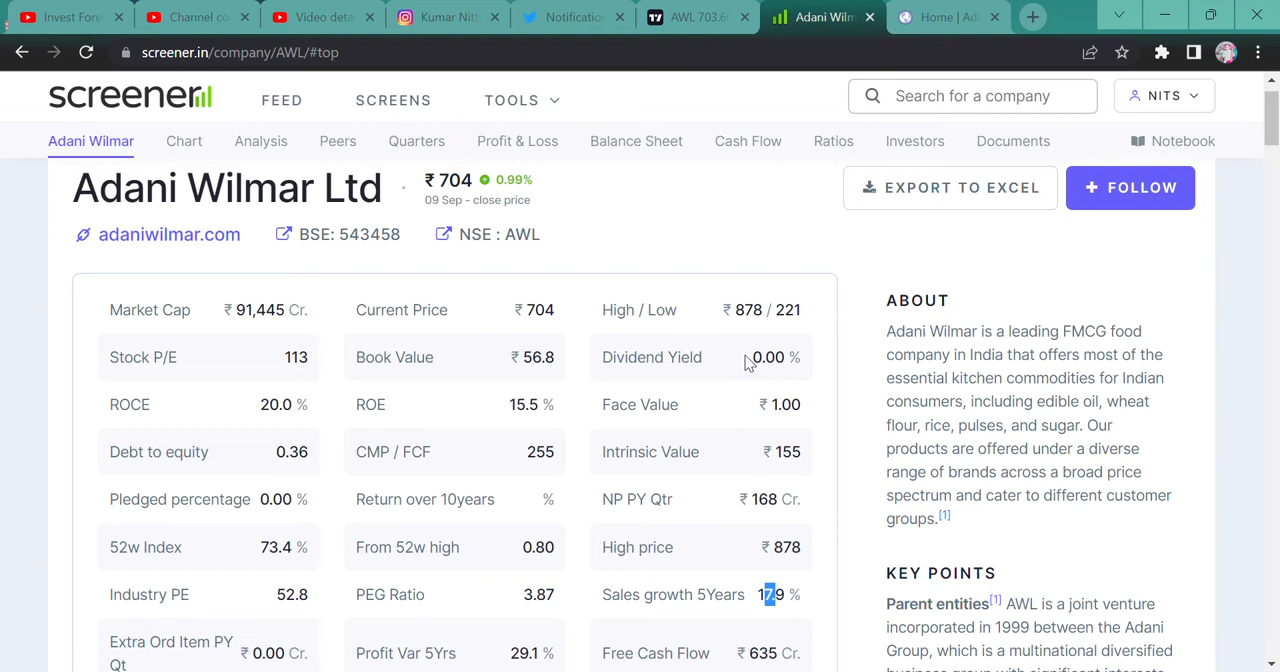 Invest Fore
Channel co
Video deta
Kumar Nitt
Notification
AWL 703.6
Adani Wilm
Home | Ad
screener.in/company/AWL/#top
screener
FEED
SCREENS
TOOLS
Search for a company
NITS
Adani Wilmar
Chart
Analysis
Peers
Quarters
Profit & Loss
Balance Sheet
Cash Flow
Ratios
Investors
Documents
Notebook
Adani Wilmar Ltd
₹ 704 0.99%
09 Sep - close price
EXPORT TO EXCEL
+ FOLLOW
adaniwilmar.com
BSE: 543458
NSE : AWL
Market Cap ₹ 91,445 Cr.
Current Price ₹ 704
High / Low ₹ 878 / 221
Stock P/E 113
Book Value ₹ 56.8
Dividend Yield 0.00 %
ROCE 20.0 %
ROE 15.5 %
Face Value ₹ 1.00
Debt to equity 0.36
CMP / FCF 255
Intrinsic Value ₹ 155
Pledged percentage 0.00 %
Return over 10years %
NP PY Qtr ₹ 168 Cr.
52w Index 73.4 %
From 52w high 0.80
High price ₹ 878
Industry PE 52.8
PEG Ratio 3.87
Sales growth 5Years 17.9 %
Extra Ord Item PY
Qt ₹ 0.00 Cr.
Profit Var 5Yrs 29.1 %
Free Cash Flow ₹ 635 Cr.
ABOUT
Adani Wilmar is a leading FMCG food
company in India that offers most of the
essential kitchen commodities for Indian
consumers, including edible oil, wheat
flour, rice, pulses, and sugar. Our
products are offered under a diverse
range of brands across a broad price
spectrum and cater to different customer
groups.[1]
KEY POINTS
Parent entities[1] AWL is a joint venture
incorporated in 1999 between the Adani
Group, which is a multinational diversified
business group with significant interests